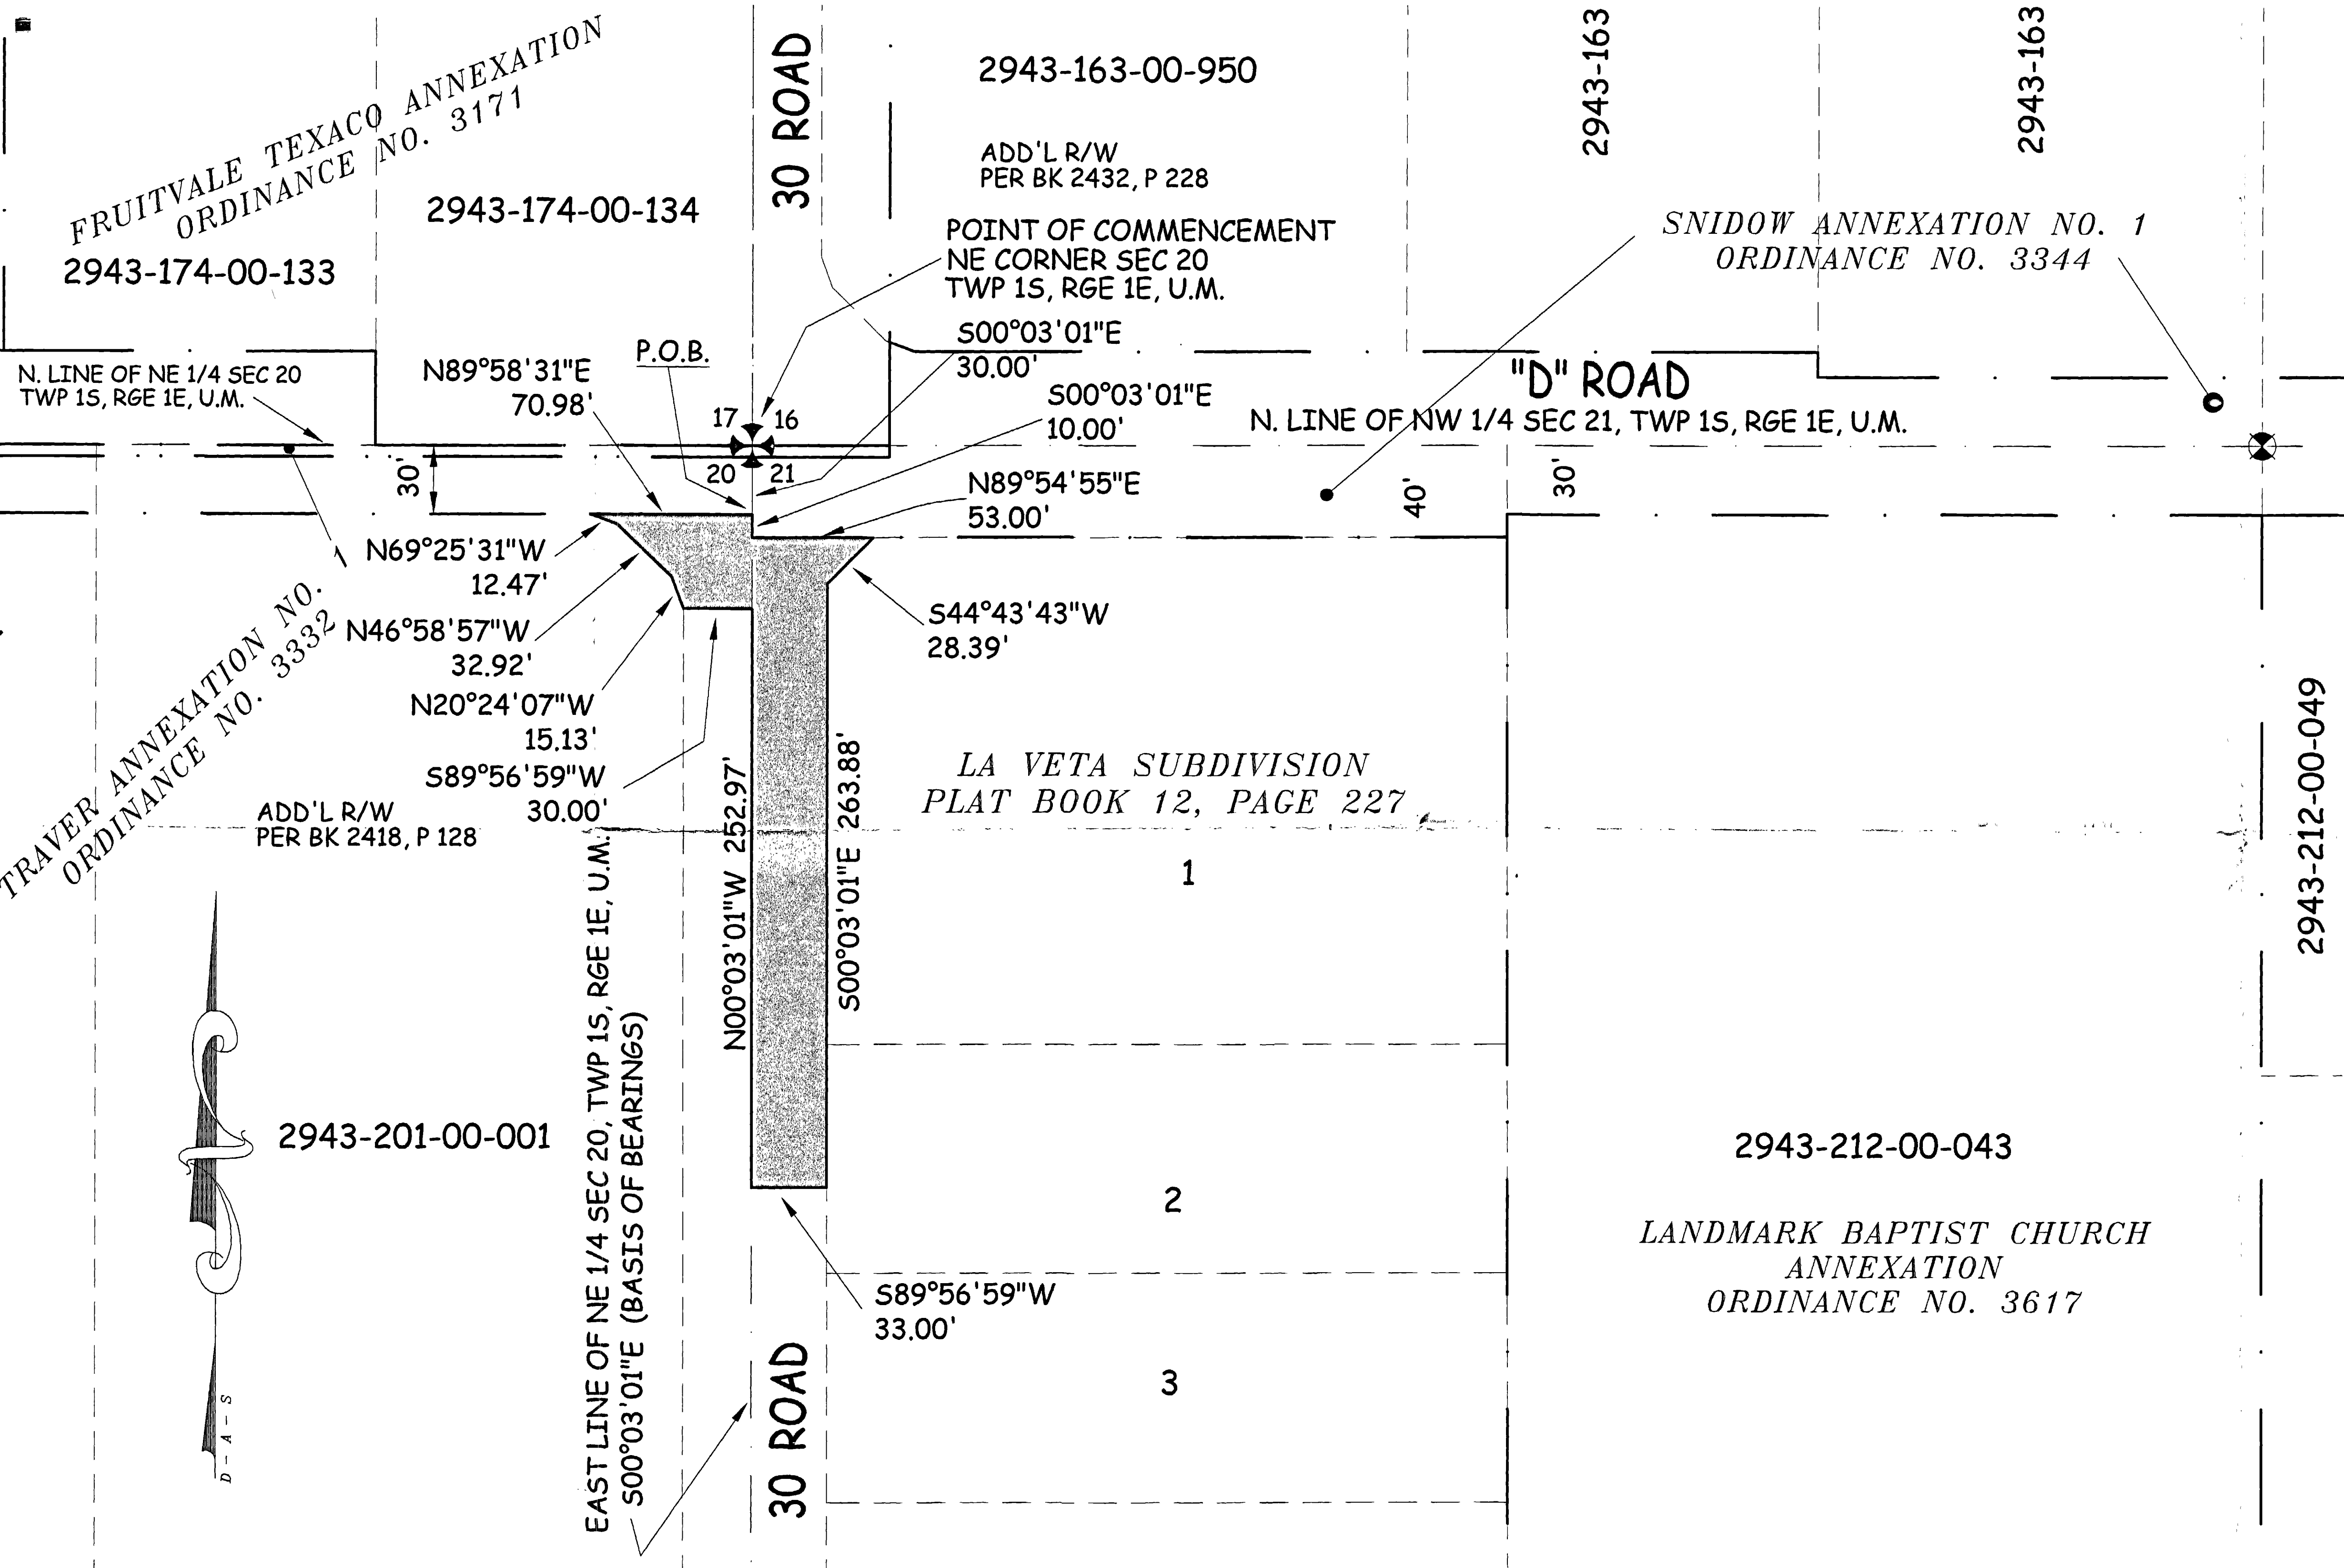 FRUITVALE TEXACO ANNEXATION
ORDINANCE NO. 3171
2943-174-00-133
2943-174-00-134
30 ROAD
2943-163-00-950
ADD'L R/W
PER BK 2432, P 228
2943-163
2943-163
POINT OF COMMENCEMENT
NE CORNER SEC 20
TWP 1S, RGE 1E, U.M.
SNIDOW ANNEXATION NO. 1
ORDINANCE NO. 3344
N. LINE OF NE 1/4 SEC 20
TWP 1S, RGE 1E, U.M.
N89°58'31"E
70.98'
P.O.B.
S00°03'01"E
30.00'
S00°03'01"E
10.00'
"D" ROAD
N. LINE OF NW 1/4 SEC 21, TWP 1S, RGE 1E, U.M.
17 16
20 21
30'
N89°54'55"E
53.00'
40'
30'
N69°25'31"W
12.47'
N46°58'57"W
32.92'
N20°24'07"W
15.13'
S89°56'59"W
30.00'
S44°43'43"W
28.39'
TRAVER ANNEXATION NO. 1
ORDINANCE NO. 3332
ADD'L R/W
PER BK 2418, P 128
N00°03'01"W 252.97'
S00°03'01"E 263.88'
LA VETA SUBDIVISION
PLAT BOOK 12, PAGE 227
1
2943-212-00-049
2943-201-00-001
EAST LINE OF NE 1/4 SEC 20, TWP 1S, RGE 1E, U.M.
S00°03'01"E (BASIS OF BEARINGS)
2
2943-212-00-043
LANDMARK BAPTIST CHURCH
ANNEXATION
ORDINANCE NO. 3617
S89°56'59"W
33.00'
30 ROAD
3
D-A-S